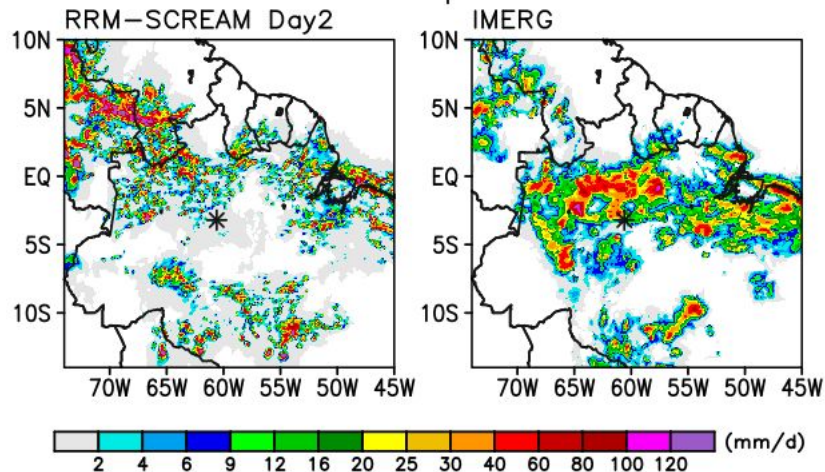 RRM−SCREAM Day2
IMERG
10N
5N
EQ
5S
10S
70W 65W 60W 55W 50W 45W
10N
5N
EQ
5S
10S
70W 65W 60W 55W 50W 45W
2 4 6 9 12 16 20 25 30 40 60 80 100 120 (mm/d)